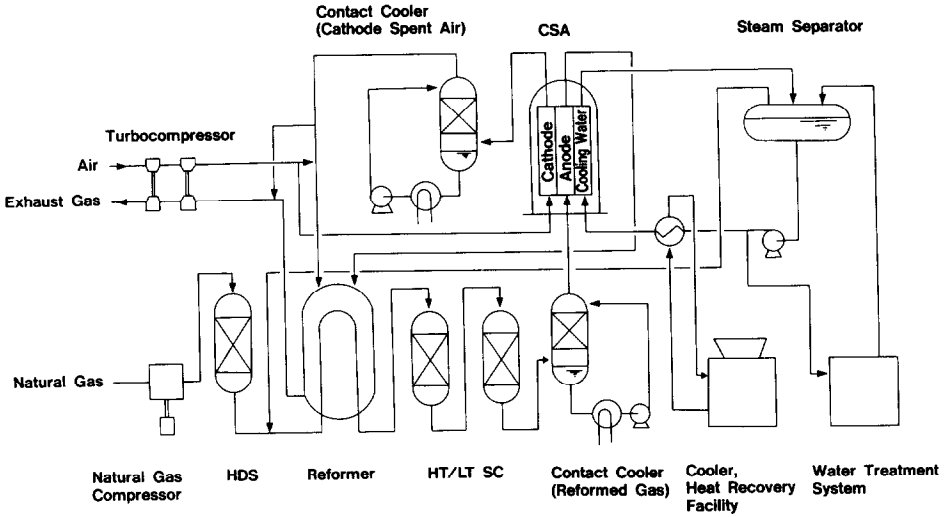 Contact Cooler
(Cathode Spent Air)
CSA
Steam Separator
Turbocompressor
Air
Exhaust Gas
Cathode
Anode
Cooling Water
Natural Gas
Natural Gas
Compressor
HDS
Reformer
HT/LT SC
Contact Cooler
(Reformed Gas)
Cooler,
Heat Recovery
Facility
Water Treatment
System